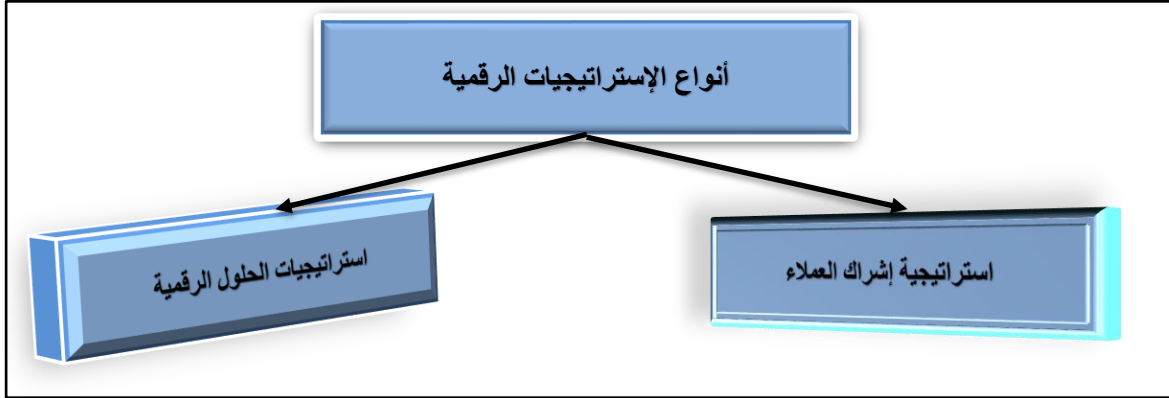 أنواع الإستراتيجيات الرقمية
استراتيجية إشراك العملاء
استراتيجيات الحلول الرقمية